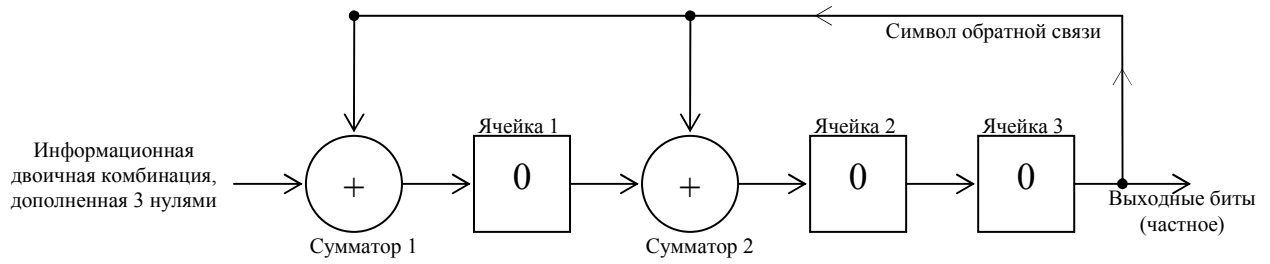 Символ обратной связи
Ячейка 1
Ячейка 2
Ячейка 3
Информационная
двоичная комбинация,
дополненная 3 нулями
+
0
+
0
0
Выходные биты
(частное)
Сумматор 1
Сумматор 2